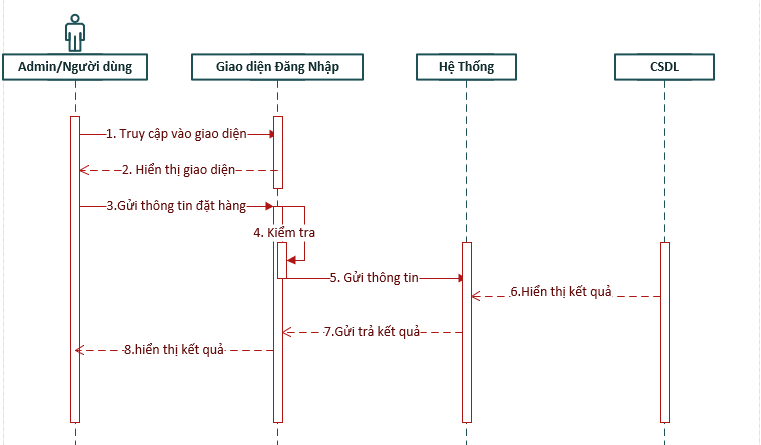 Admin/Người dùng
Giao diện Đăng Nhập
Hệ Thống
CSDL
1. Truy cập vào giao diện
2. Hiển thị giao diện
3.Gửi thông tin đặt hàng
4. Kiểm tra
5. Gửi thông tin
6.Hiển thị kết quả
7.Gửi trả kết quả
8.hiển thị kết quả